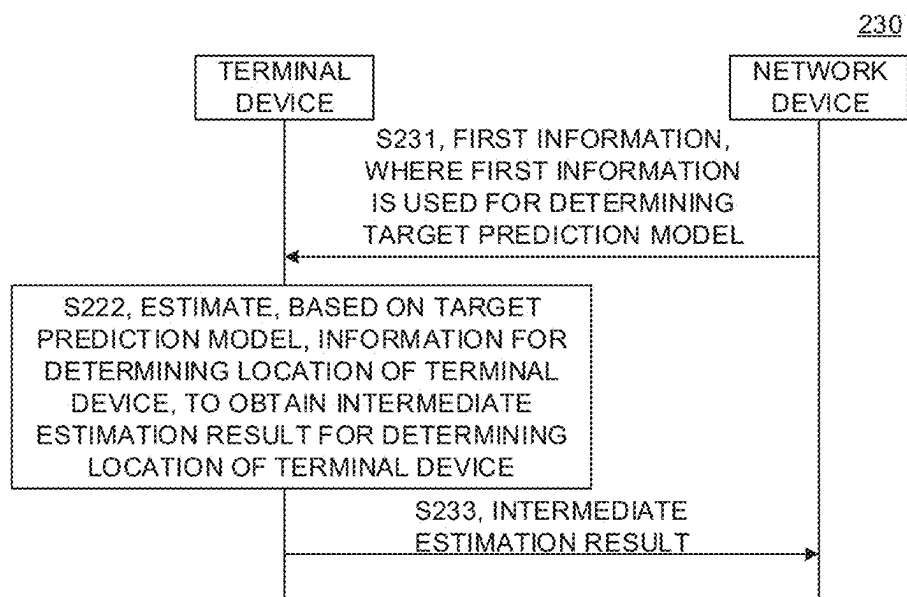 230
TERMINAL
DEVICE
NETWORK
DEVICE
S231, FIRST INFORMATION,
WHERE FIRST INFORMATION
IS USED FOR DETERMINING
TARGET PREDICTION MODEL
S222, ESTIMATE, BASED ON TARGET
PREDICTION MODEL, INFORMATION FOR
DETERMINING LOCATION OF TERMINAL
DEVICE, TO OBTAIN INTERMEDIATE
ESTIMATION RESULT FOR DETERMINING
LOCATION OF TERMINAL DEVICE
S233, INTERMEDIATE
ESTIMATION RESULT